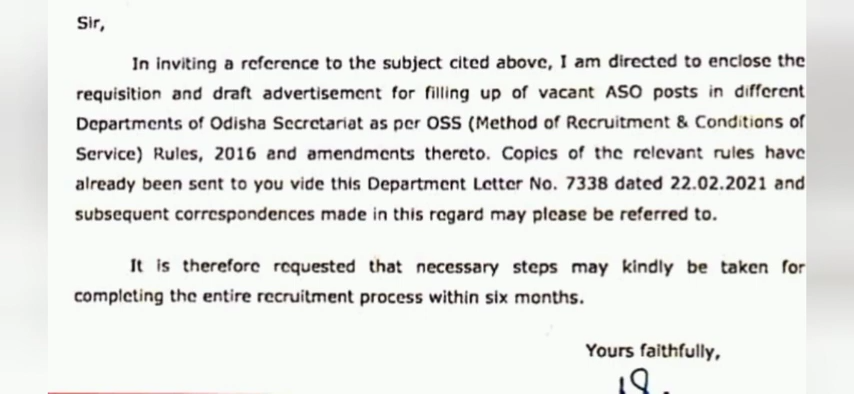 Sir,
In inviting a reference to the subject cited above, I am directed to enclose the
requisition and draft advertisement for filling up of vacant ASO posts in different
Departments of Odisha Secretariat as per OSS (Method of Recruitment & Conditions of
Service) Rules, 2016 and amendments thereto. Copies of the relevant rules have
already been sent to you vide this Department Letter No. 7338 dated 22.02.2021 and
subsequent correspondences made in this regard may please be referred to.
It is therefore requested that necessary steps may kindly be taken for
completing the entire recruitment process within six months.
Yours faithfully,